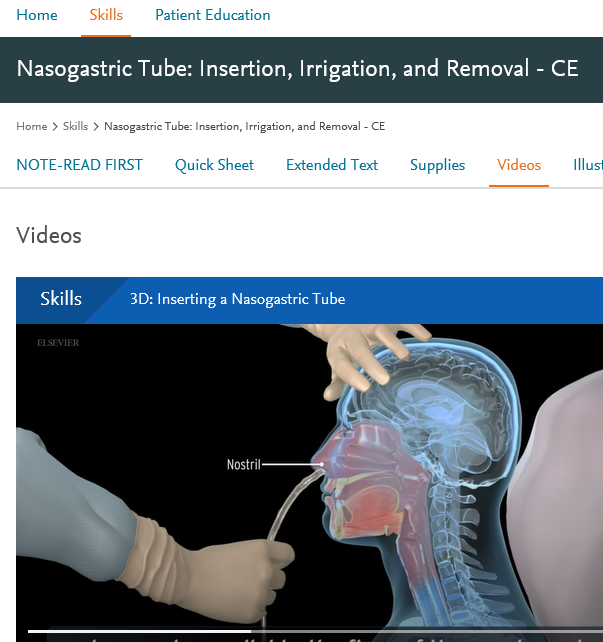 Home Skills Patient Education
Nasogastric Tube: Insertion, Irrigation, and Removal - CE
Home > Skills > Nasogastric Tube: Insertion, Irrigation, and Removal - CE
NOTE-READ FIRST Quick Sheet Extended Text Supplies Videos Illust
Videos
Skills 3D: Inserting a Nasogastric Tube
ELSEVIER
Nostril